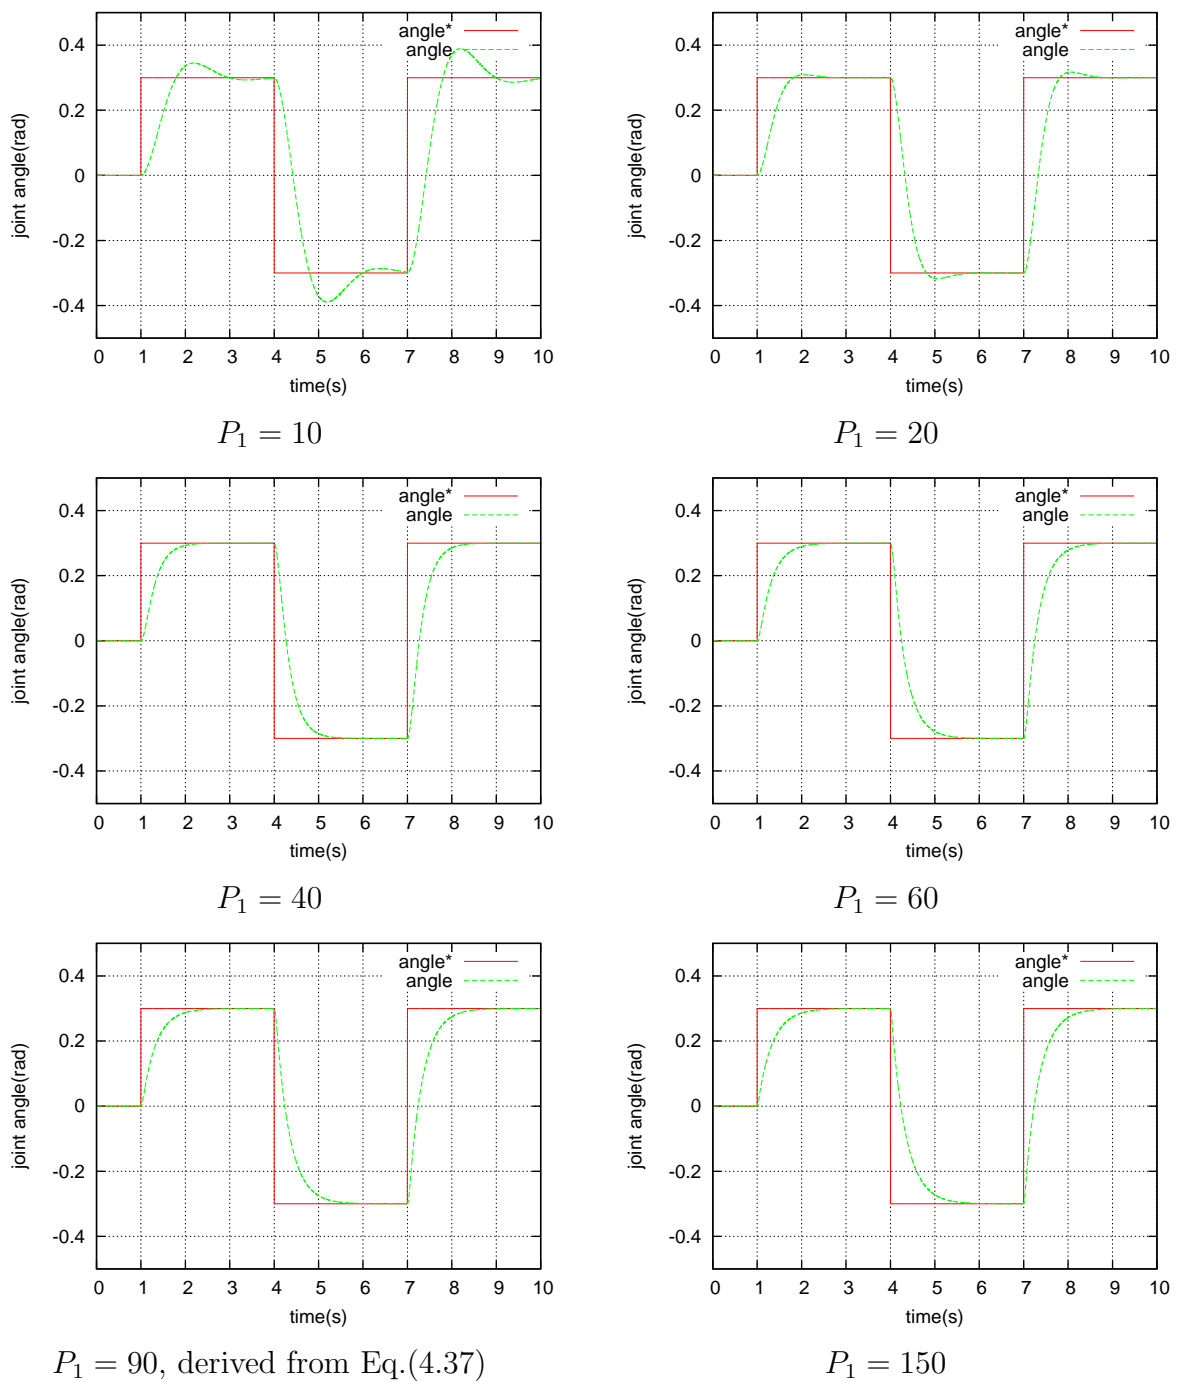 0.4
0.2
0
-0.2
-0.4
joint angle(rad)
angle*
angle
0 1 2 3 4 5 6 7 8 9 10
time(s)
P₁ = 10
0.4
0.2
0
-0.2
-0.4
joint angle(rad)
angle*
angle
0 1 2 3 4 5 6 7 8 9 10
time(s)
P₁ = 20
0.4
0.2
0
-0.2
-0.4
joint angle(rad)
angle*
angle
0 1 2 3 4 5 6 7 8 9 10
time(s)
P₁ = 40
0.4
0.2
0
-0.2
-0.4
joint angle(rad)
angle*
angle
0 1 2 3 4 5 6 7 8 9 10
time(s)
P₁ = 60
0.4
0.2
0
-0.2
-0.4
joint angle(rad)
angle*
angle
0 1 2 3 4 5 6 7 8 9 10
time(s)
P₁ = 90, derived from Eq.(4.37)
0.4
0.2
0
-0.2
-0.4
joint angle(rad)
angle*
angle
0 1 2 3 4 5 6 7 8 9 10
time(s)
P₁ = 150